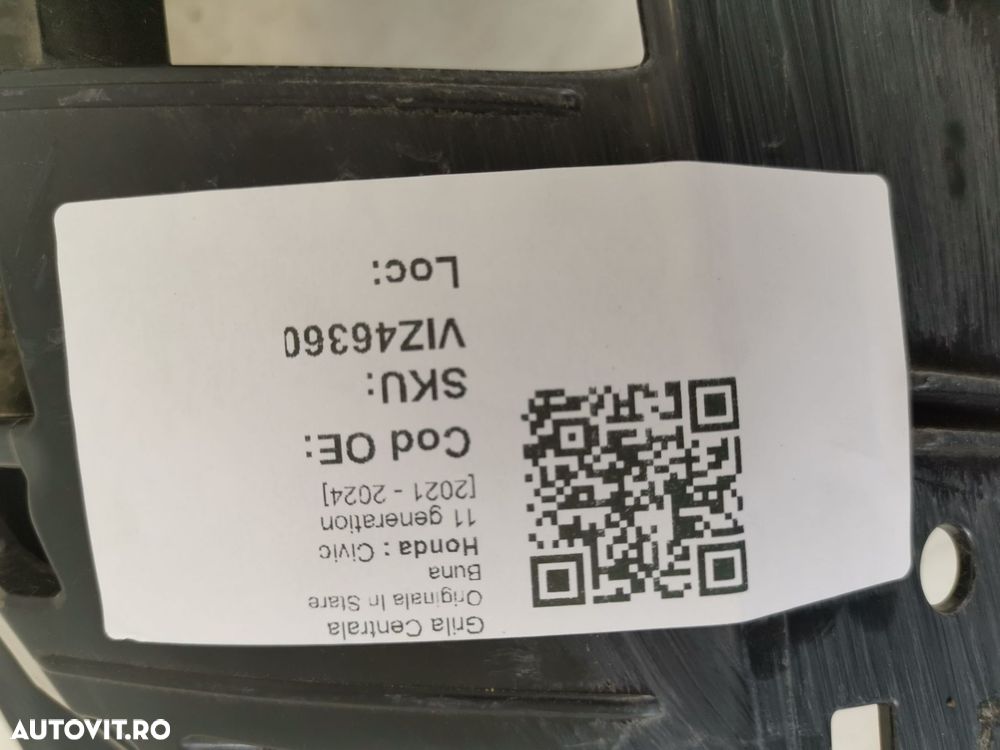 Grila Centrala
Originala In Stare
Buna
Honda : Civic
11 generation
[2021 - 2024]
Cod OE:
SKU:
VIZ46360
Loc:
AUTOVIT.RO